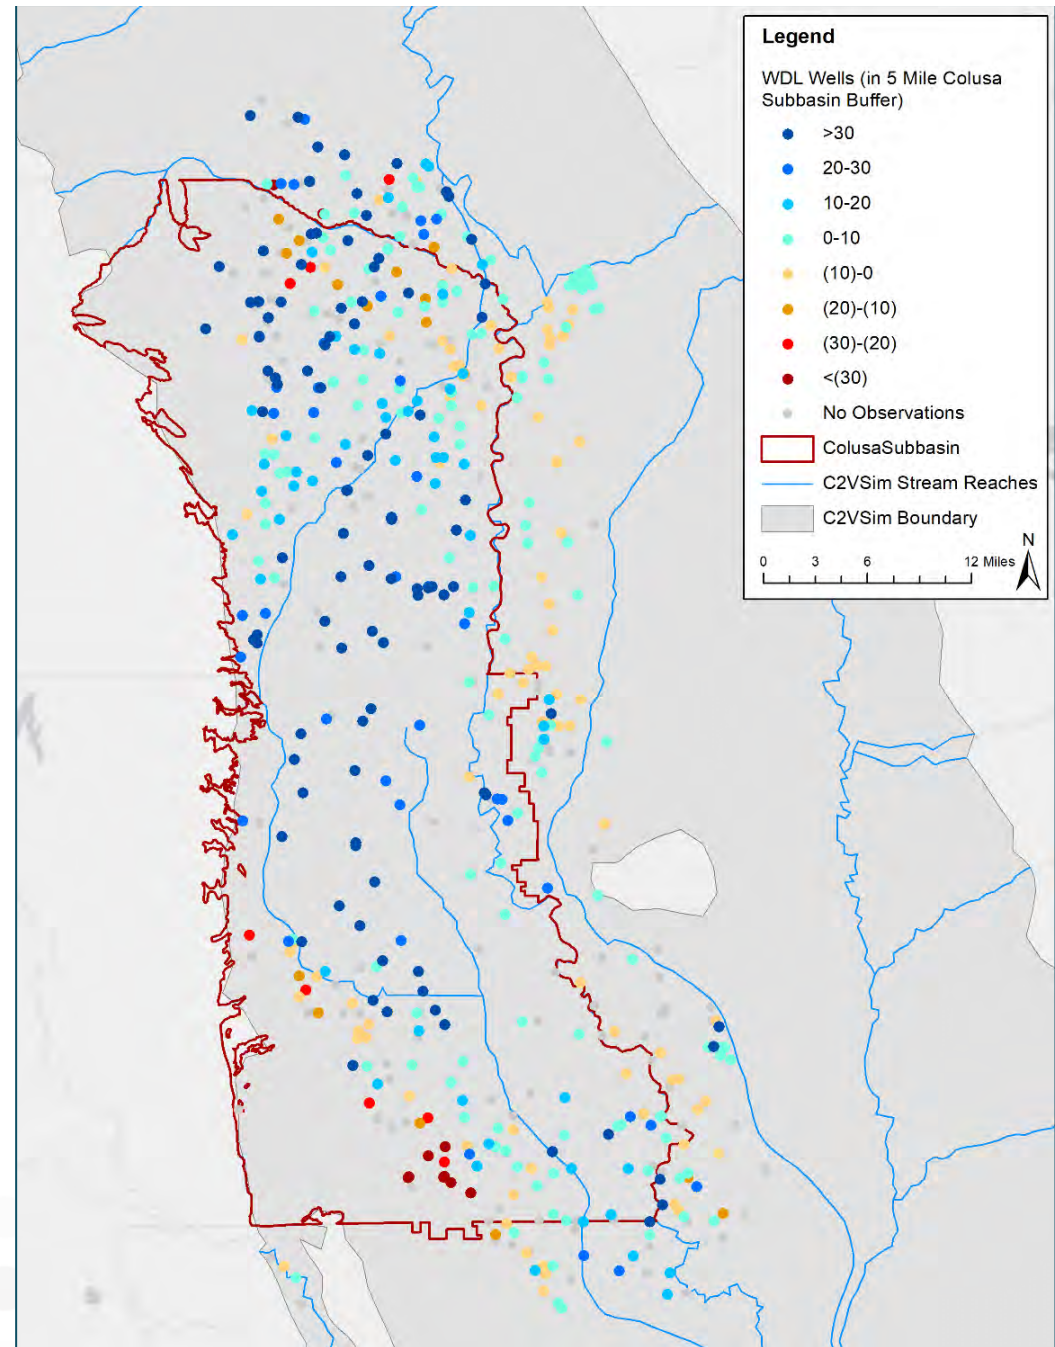 Legend
WDL Wells (in 5 Mile Colusa
Subbasin Buffer)
>30
20-30
10-20
0-10
(10)-0
(20)-(10)
(30)-(20)
<(30)
No Observations
ColusaSubbasin
C2VSim Stream Reaches
C2VSim Boundary
N
0 3 6 12 Miles